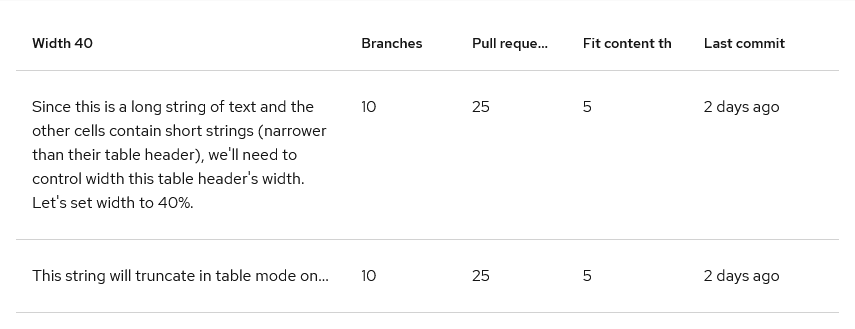 Width 40 Branches Pull reque... Fit content th Last commit
Since this is a long string of text and the 10 25 5 2 days ago
other cells contain short strings (narrower
than their table header), we'll need to
control width this table header's width.
Let's set width to 40%.
This string will truncate in table mode on... 10 25 5 2 days ago